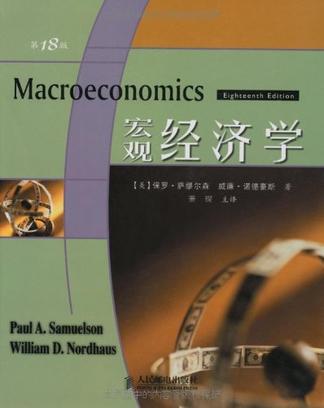 第18版
Macroeconomics
Eighteenth Edition
宏观经济学
【美】保罗·萨缪尔森 威廉·诺德豪斯 著
萧琛 主译
Paul A. Samuelson
William D. Nordhaus
人民邮电出版社